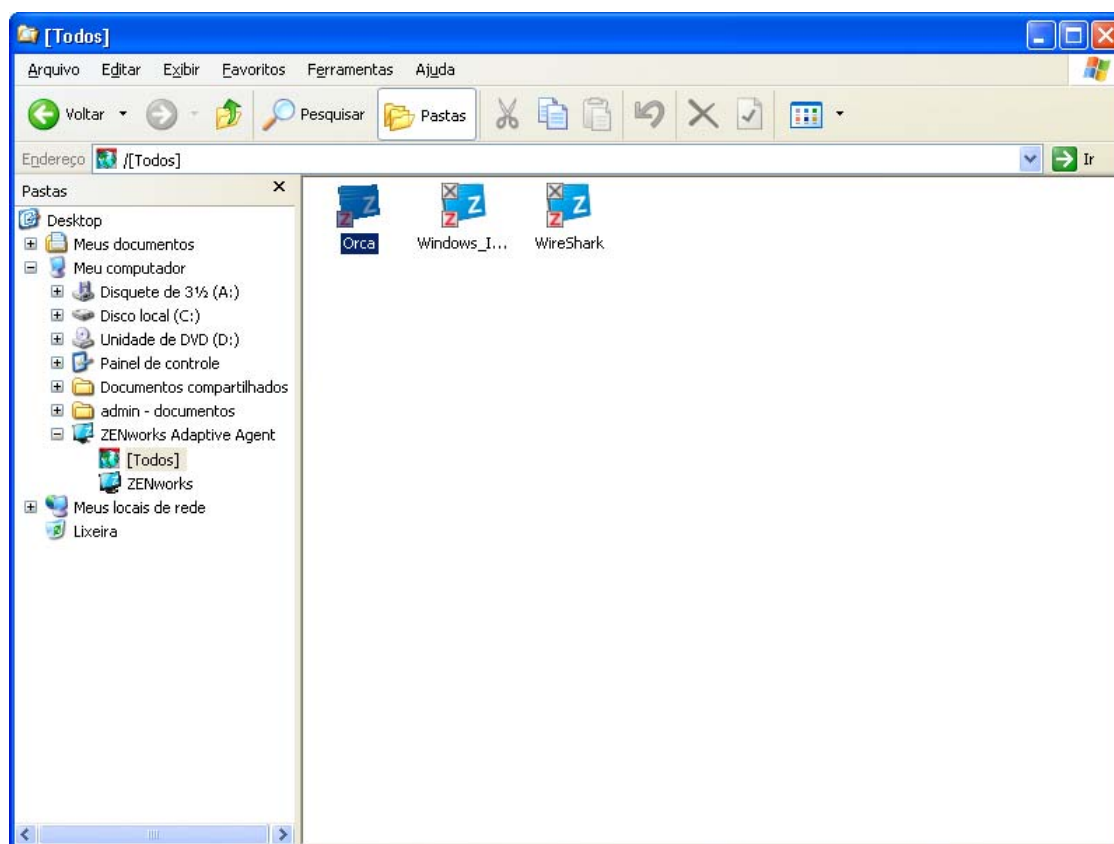 [Todos]
Arquivo Editar Exibir Favoritos Ferramentas Ajuda
Voltar Pesquisar Pastas
Endereço /[Todos] Ir
Pastas
Desktop
Meus documentos
Meu computador
Disquete de 3½ (A:)
Disco local (C:)
Unidade de DVD (D:)
Painel de controle
Documentos compartilhados
admin - documentos
ZENworks Adaptive Agent
[Todos]
ZENworks
Meus locais de rede
Lixeira
Orca Windows_I... WireShark